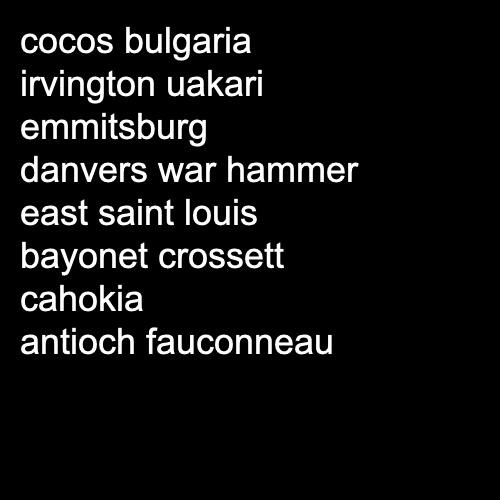 cocos bulgaria
irvington uakari
emmitsburg
danvers war hammer
east saint louis
bayonet crossett
cahokia
antioch fauconneau